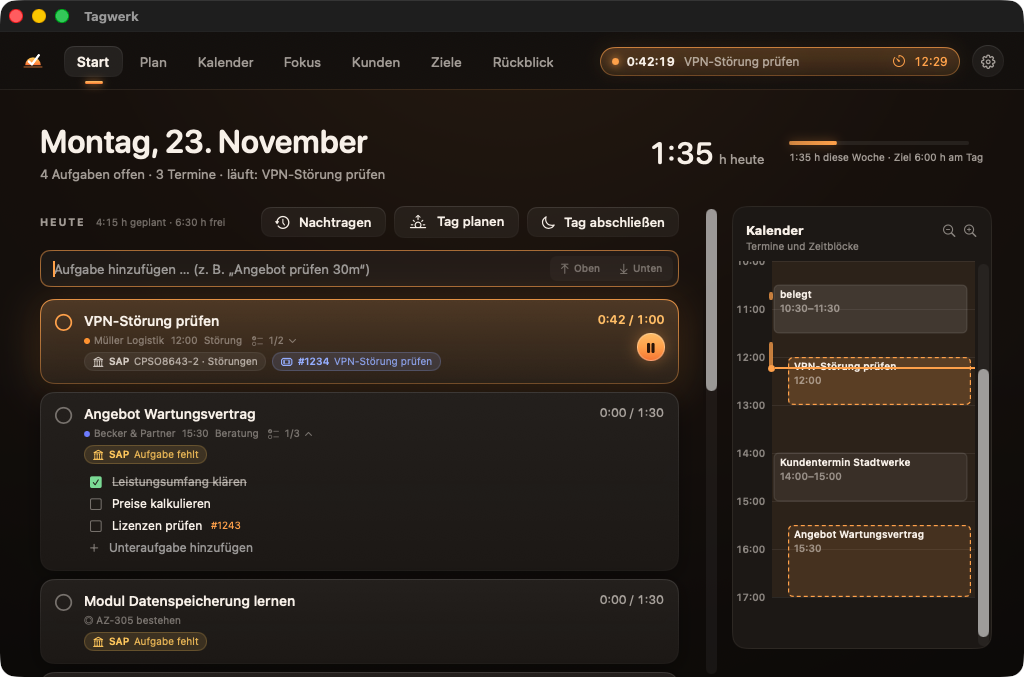 Tagwerk
Start Plan Kalender Fokus Kunden Ziele Rückblick
0:42:19 VPN-Störung prüfen 12:29
Montag, 23. November
4 Aufgaben offen · 3 Termine · läuft: VPN-Störung prüfen
1:35 h heute
1:35 h diese Woche · Ziel 6:00 h am Tag
HEUTE 4:15 h geplant · 6:30 h frei
Nachtragen
Tag planen
Tag abschließen
Aufgabe hinzufügen … (z. B. „Angebot prüfen 30m“)
Oben
Unten
VPN-Störung prüfen 0:42 / 1:00
Müller Logistik 12:00 Störung 1/2
SAP CPSO8643-2 · Störungen #1234 VPN-Störung prüfen
Angebot Wartungsvertrag 0:00 / 1:30
Becker & Partner 15:30 Beratung 1/3
SAP Aufgabe fehlt
Leistungsumfang klären
Preise kalkulieren
Lizenzen prüfen #1243
+ Unteraufgabe hinzufügen
Modul Datenspeicherung lernen 0:00 / 1:30
AZ-305 bestehen
SAP Aufgabe fehlt
Kalender
Termine und Zeitblöcke
10:00
belegt
10:30–11:30
11:00
12:00
VPN-Störung prüfen
12:00
13:00
14:00
Kundentermin Stadtwerke
14:00–15:00
15:00
Angebot Wartungsvertrag
15:30
16:00
17:00